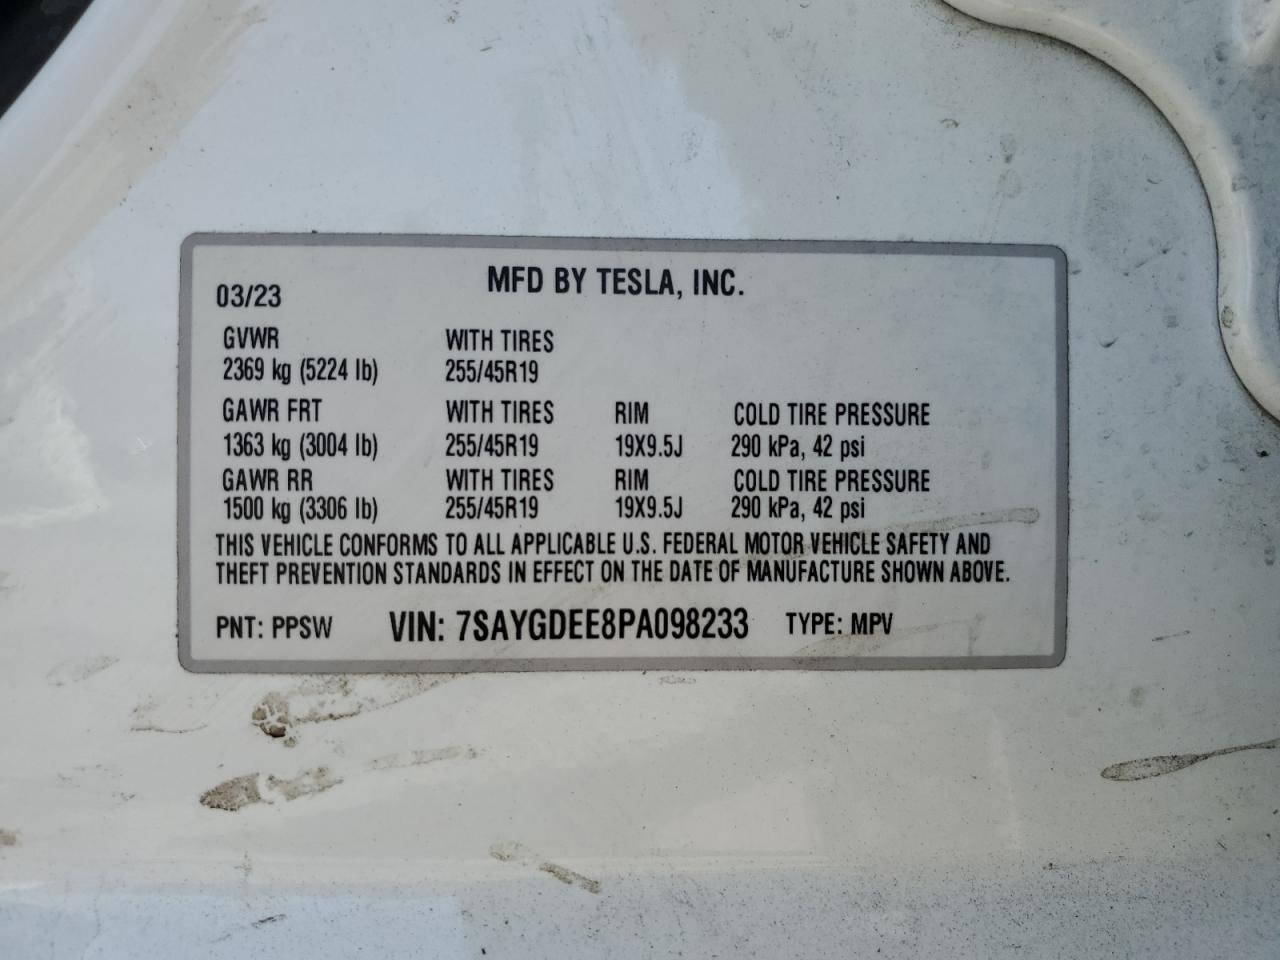 MFD BY TESLA, INC.
03/23
GVWR WITH TIRES
2369 kg (5224 lb) 255/45R19
GAWR FRT WITH TIRES RIM COLD TIRE PRESSURE
1363 kg (3004 lb) 255/45R19 19X9.5J 290 kPa, 42 psi
GAWR RR WITH TIRES RIM COLD TIRE PRESSURE
1500 kg (3306 lb) 255/45R19 19X9.5J 290 kPa, 42 psi
THIS VEHICLE CONFORMS TO ALL APPLICABLE U.S. FEDERAL MOTOR VEHICLE SAFETY AND
THEFT PREVENTION STANDARDS IN EFFECT ON THE DATE OF MANUFACTURE SHOWN ABOVE.
PNT: PPSW VIN: 7SAYGDEE8PA098233 TYPE: MPV